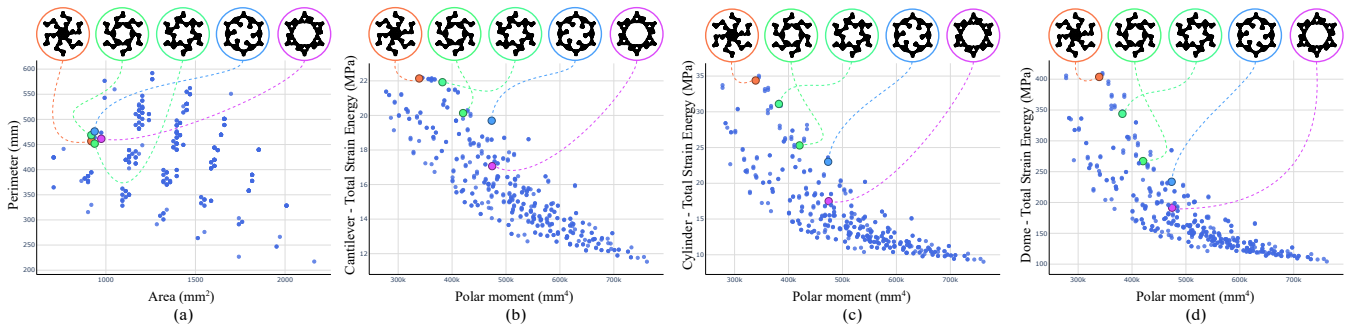 Perimeter (mm)
600
550
500
450
400
350
300
250
200
1000
1500
2000
Area (mm²)
(a)
Cantilever - Total Strain Energy (MPa)
22
20
18
16
14
12
300k
400k
500k
600k
700k
Polar moment (mm⁴)
(b)
Cylinder - Total Strain Energy (MPa)
35
30
25
20
15
10
300k
400k
500k
600k
700k
Polar moment (mm⁴)
(c)
Dome - Total Strain Energy (MPa)
400
350
300
250
200
150
100
300k
400k
500k
600k
700k
Polar moment (mm⁴)
(d)